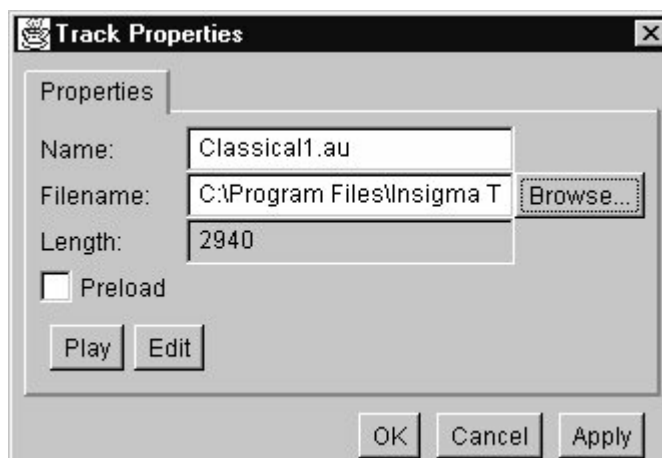 Track Properties
Properties
Name: Classical1.au
Filename: C:\Program Files\Insigma T Browse...
Length: 2940
Preload
Play Edit
OK Cancel Apply